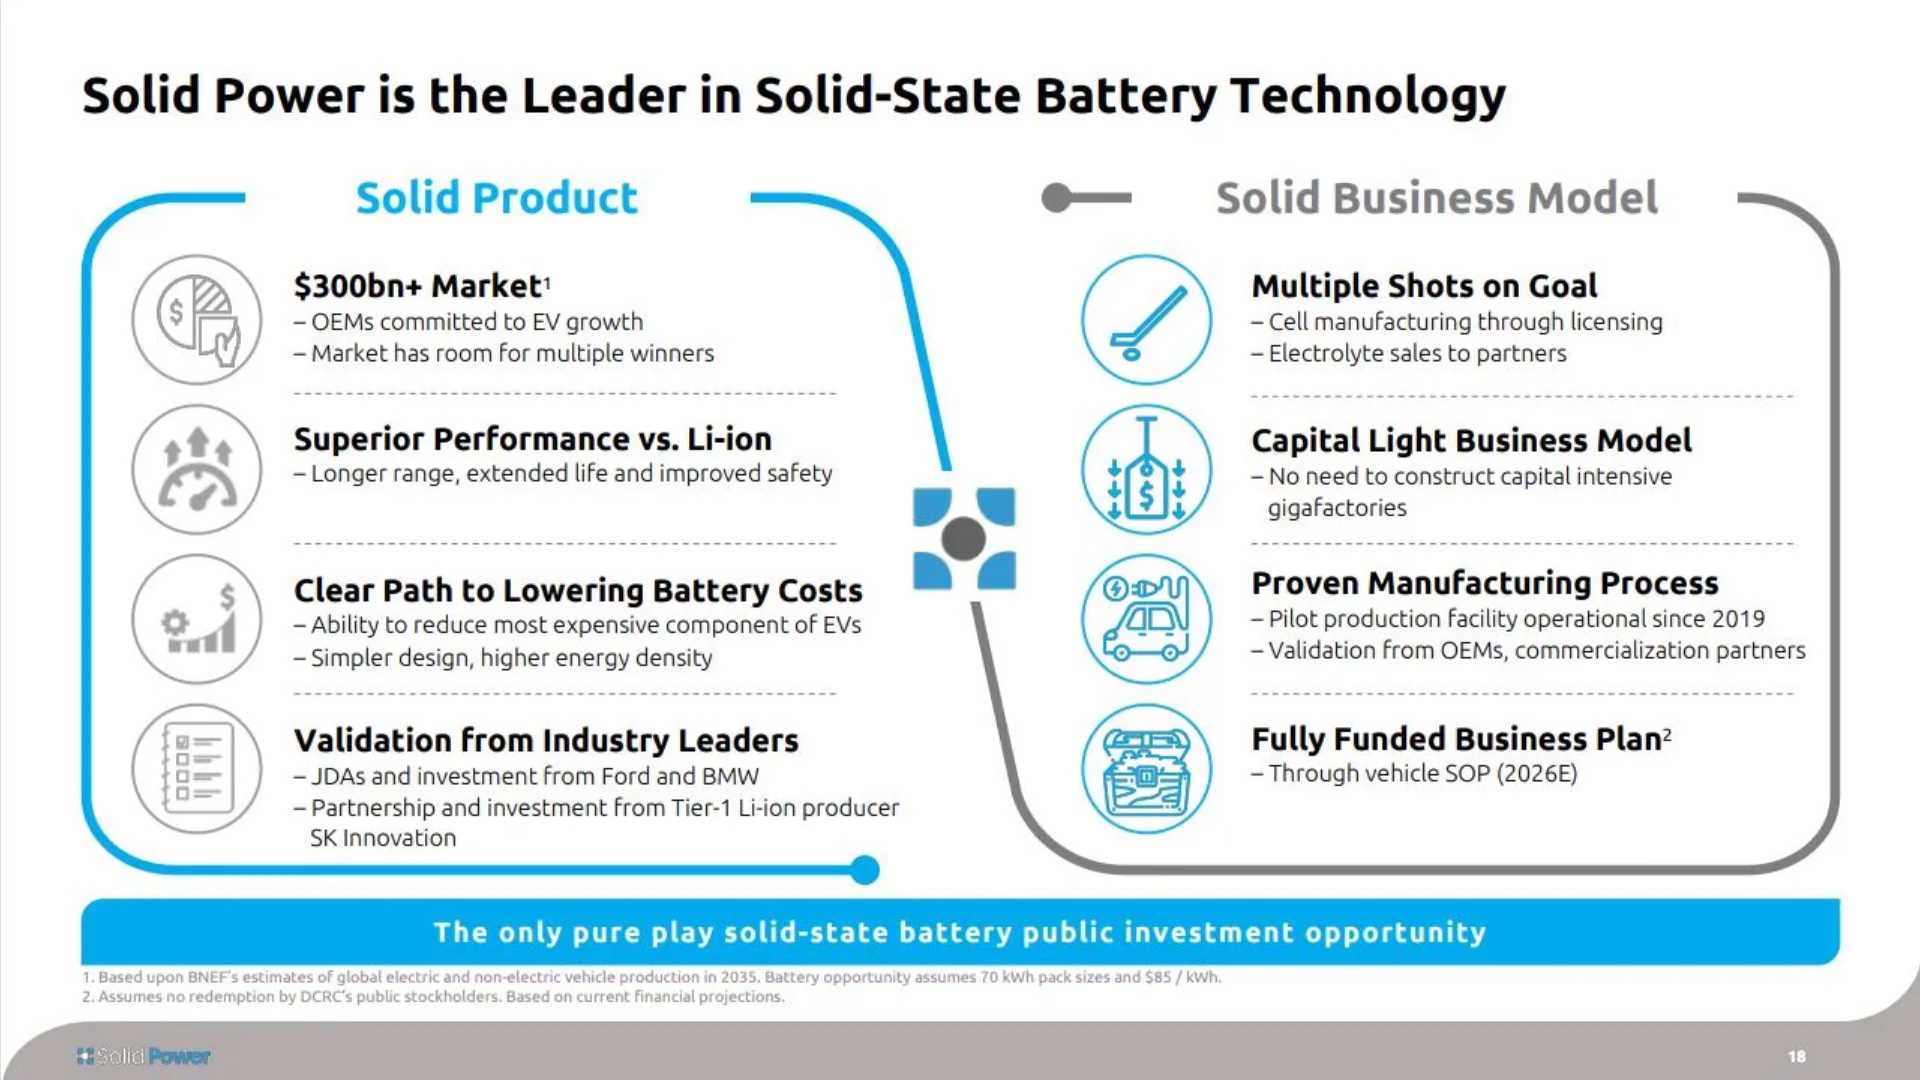 Solid Power is the Leader in Solid-State Battery Technology
Solid Product
$300bn+ Market¹
– OEMs committed to EV growth
– Market has room for multiple winners
Superior Performance vs. Li-ion
– Longer range, extended life and improved safety
Clear Path to Lowering Battery Costs
– Ability to reduce most expensive component of EVs
– Simpler design, higher energy density
Validation from Industry Leaders
– JDAs and investment from Ford and BMW
– Partnership and investment from Tier-1 Li-ion producer
SK Innovation
Solid Business Model
Multiple Shots on Goal
– Cell manufacturing through licensing
– Electrolyte sales to partners
Capital Light Business Model
– No need to construct capital intensive
gigafactories
Proven Manufacturing Process
– Pilot production facility operational since 2019
– Validation from OEMs, commercialization partners
Fully Funded Business Plan²
– Through vehicle SOP (2026E)
The only pure play solid-state battery public investment opportunity
1. Based upon BNEF's estimates of global electric and non-electric vehicle production in 2035. Battery opportunity assumes 70 kWh pack sizes and $85 / kWh.
2. Assumes no redemption by DCRC's public stockholders. Based on current financial projections.
Solid Power
18